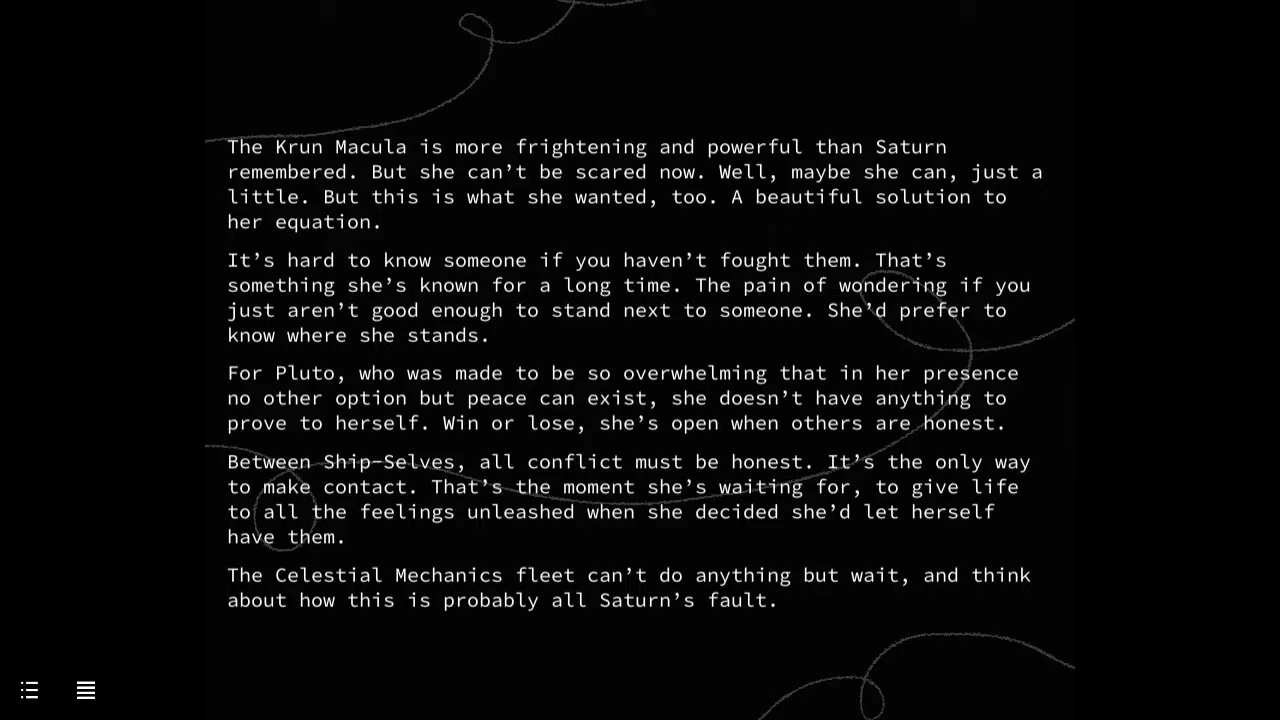 The Krun Macula is more frightening and powerful than Saturn
remembered. But she can’t be scared now. Well, maybe she can, just a
little. But this is what she wanted, too. A beautiful solution to
her equation.
It’s hard to know someone if you haven’t fought them. That’s
something she’s known for a long time. The pain of wondering if you
just aren’t good enough to stand next to someone. She’d prefer to
know where she stands.
For Pluto, who was made to be so overwhelming that in her presence
no other option but peace can exist, she doesn’t have anything to
prove to herself. Win or lose, she’s open when others are honest.
Between Ship-Selves, all conflict must be honest. It’s the only way
to make contact. That’s the moment she’s waiting for, to give life
to all the feelings unleashed when she decided she’d let herself
have them.
The Celestial Mechanics fleet can’t do anything but wait, and think
about how this is probably all Saturn’s fault.